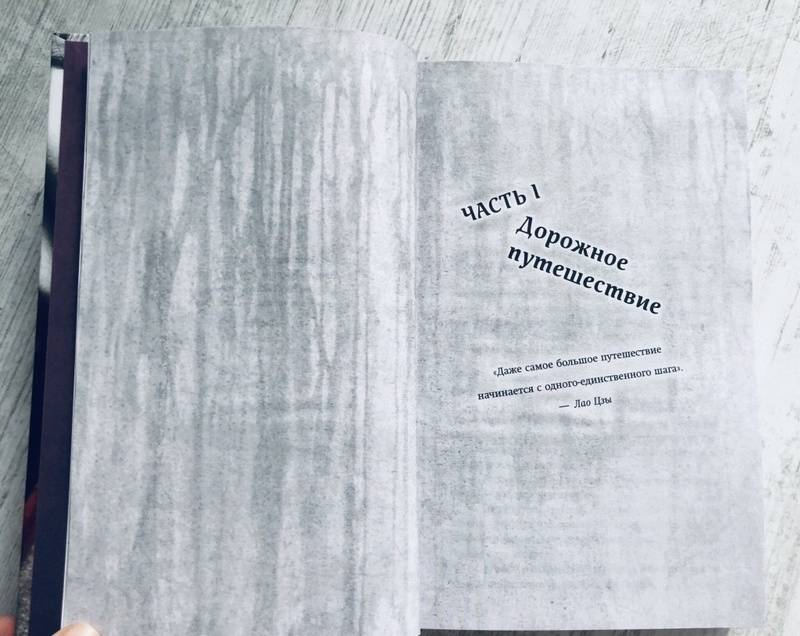 ЧАСТЬ I
Дорожное
путешествие
«Даже самое большое путешествие
начинается с одного-единственного шага».
— Лао Цзы